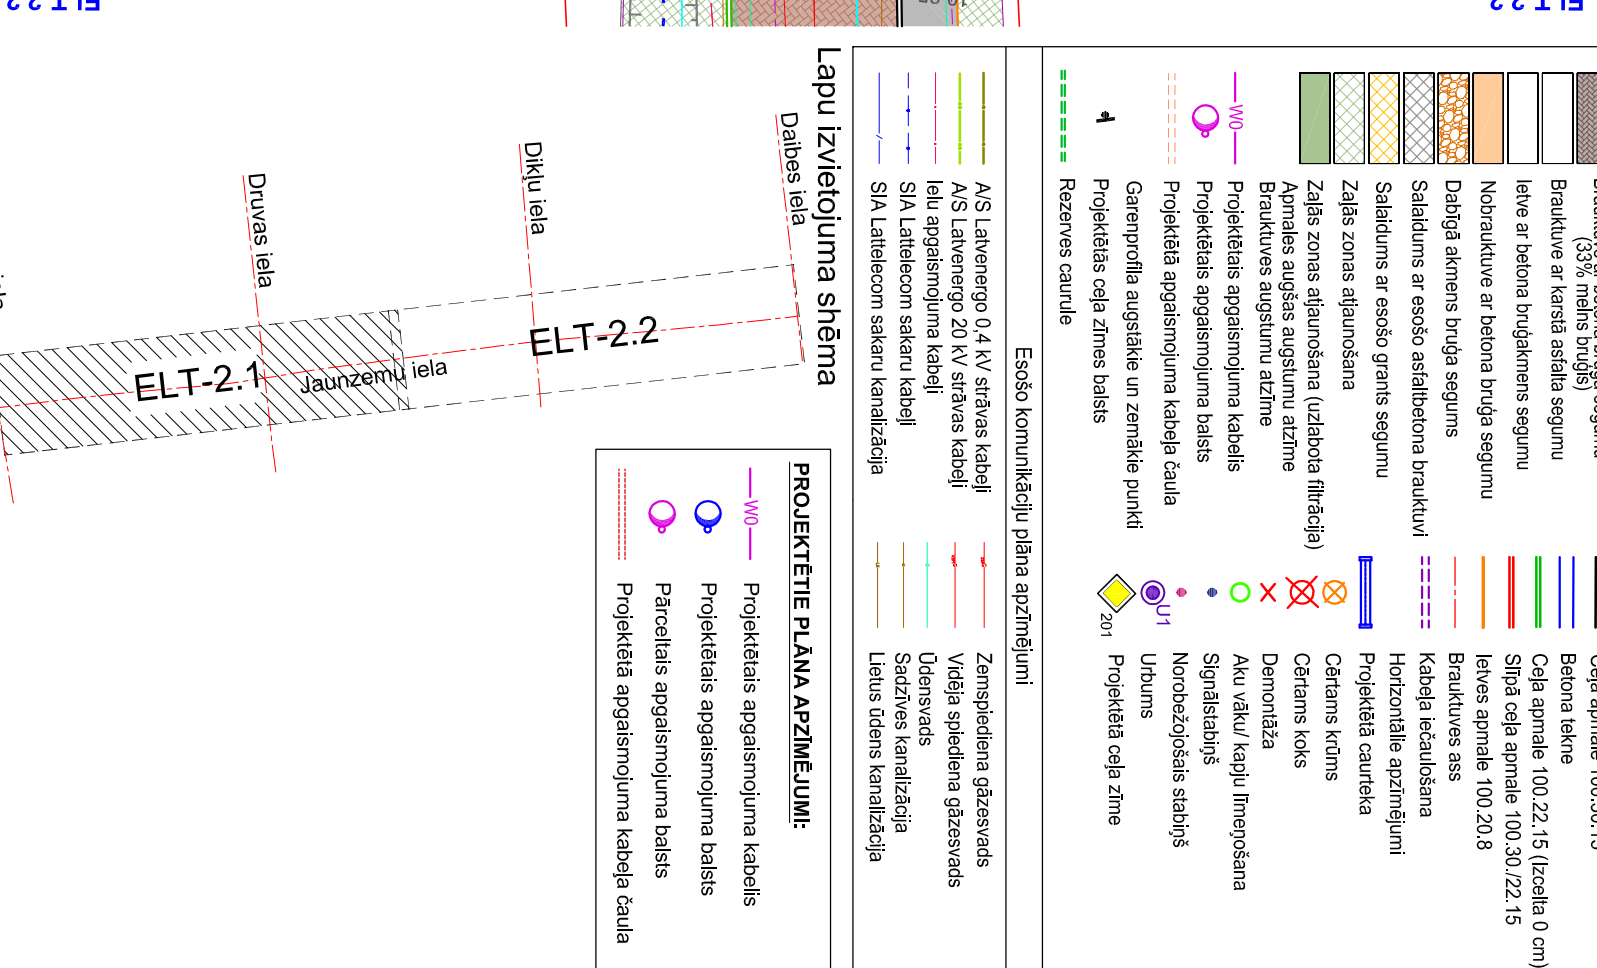 (33% melns bruģis)
Brauktuve ar karstā asfalta segumu
Ietve ar betona bruģakmens segumu
Nobrauktuve ar betona bruģa segumu
Dabīgā akmens bruģa segums
Salaidums ar esošo asfaltbetona brauktuvi
Salaidums ar esošo grants segumu
Zaļās zonas atjaunošana
Zaļās zonas atjaunošana (uzlabota filtrācija)
Apmales augšas augstumu atzīme
Brauktuves augstumu atzīme
W0
Projektētais apgaismojuma kabelis
Projektētais apgaismojuma balsts
Projektētā apgaismojuma kabeļa čaula
Garenprofila augstākie un zemākie punkti
Projektētās ceļa zīmes balsts
Rezerves caurule
Betona tekne
Ceļa apmale 100.22.15 (Izcelta 0 cm)
Slīpā ceļa apmale 100.30./22.15
Ietves apmale 100.20.8
Brauktuves ass
Kabeļa iečaulošana
Horizontālie apzīmējumi
Projektētā caurteka
Cērtams krūms
Cērtams koks
Demontāža
Aku vāku/ kapju līmeņošana
Signālstabiņš
Norobežojošais stabiņš
U1
Urbums
201
Projektētā ceļa zīme
Esošo komunikāciju plāna apzīmējumi
A/S Latvenergo 0,4 kV strāvas kabeļi
A/S Latvenergo 20 kV strāvas kabeļi
Ielu apgaismojuma kabeļi
SIA Lattelecom sakaru kabeļi
SIA Lattelecom sakaru kanalizācija
Zemspiediena gāzesvads
Vidēja spiediena gāzesvads
Ūdensvads
Sadzīves kanalizācija
Lietus ūdens kanalizācija
Lapu izvietojuma shēma
Daibes iela
Dikļu iela
Druvas iela
ELT-2.1
Jaunzemu iela
ELT-2.2
PROJEKTĒTIE PLĀNA APZĪMĒJUMI:
W0
Projektētais apgaismojuma kabelis
Projektētais apgaismojuma balsts
Pārceltais apgaismojuma balsts
Projektētā apgaismojuma kabeļa čaula